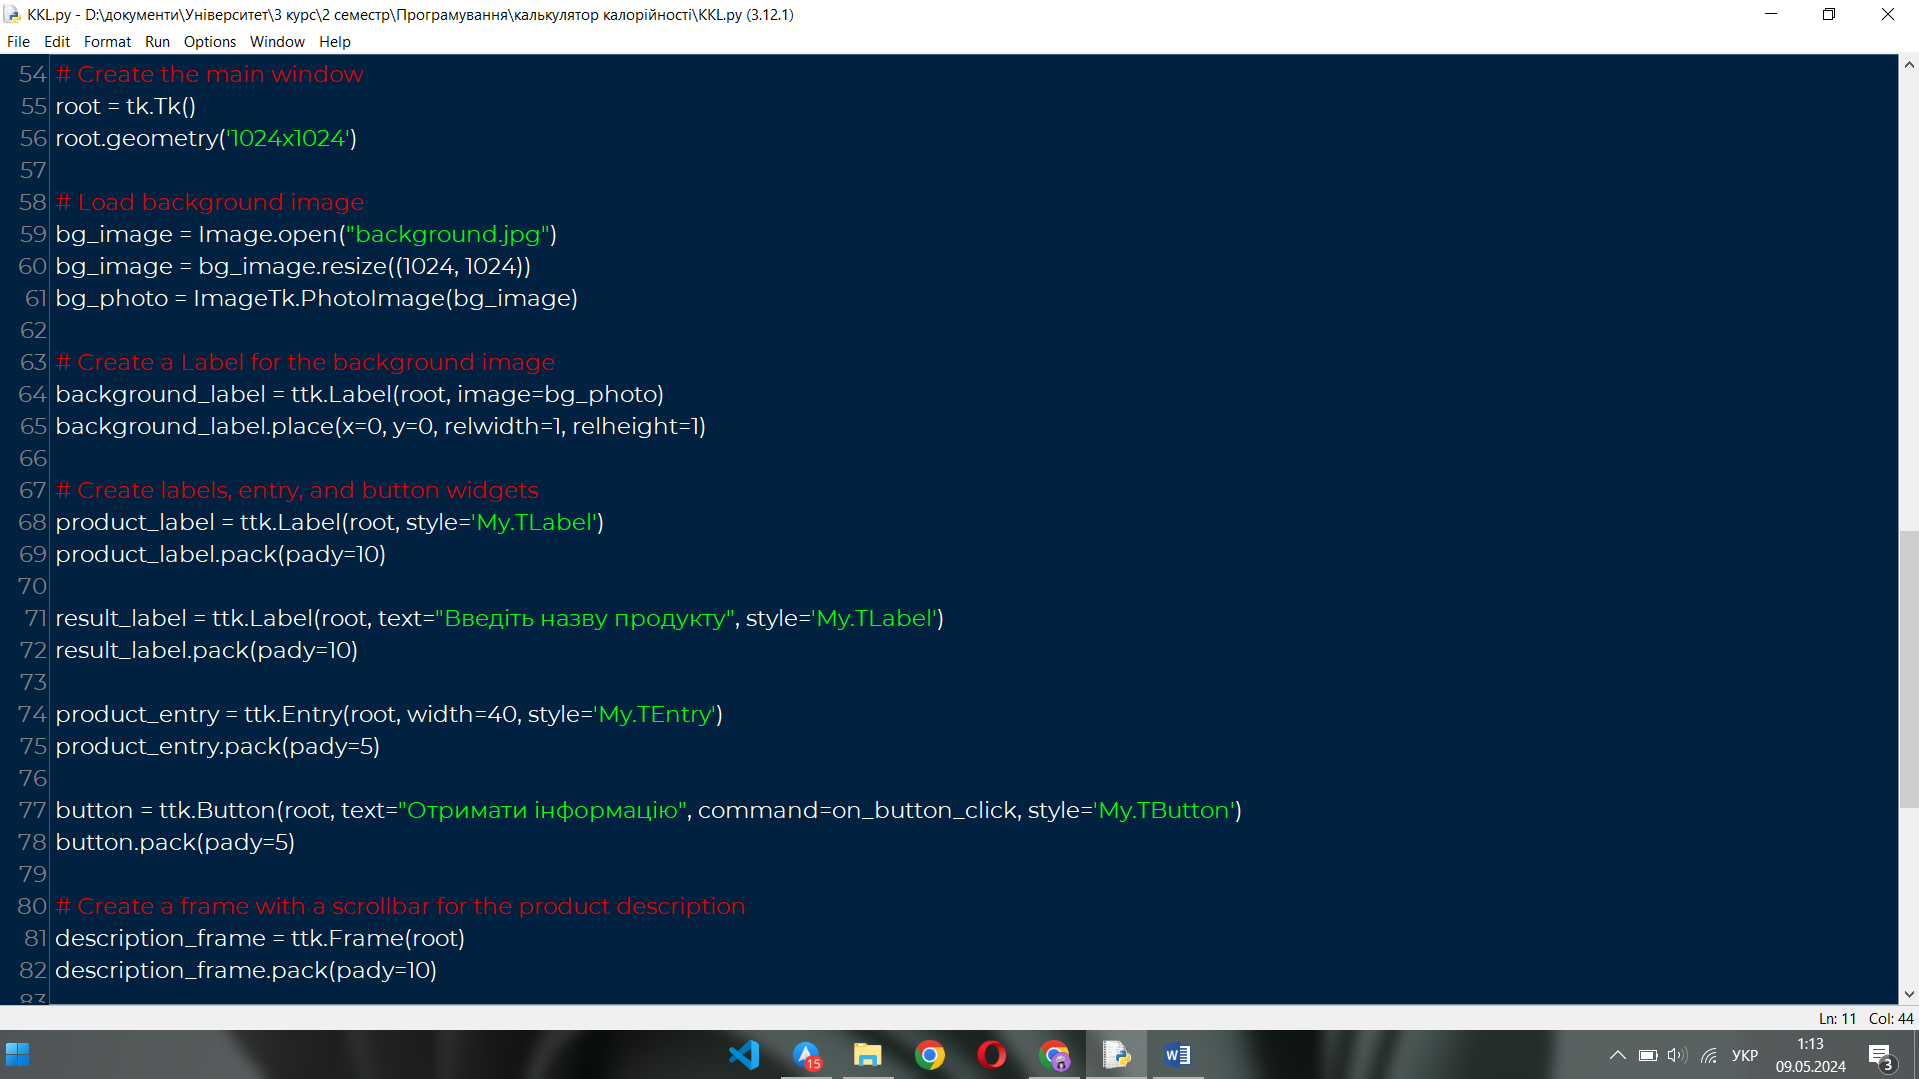 KKL.py - D:\документи\Університет\3 курс\2 семестр\Програмування\калькулятор калорійності\KKL.py (3.12.1)
File Edit Format Run Options Window Help
54 # Create the main window
55 root = tk.Tk()
56 root.geometry('1024x1024')
57
58 # Load background image
59 bg_image = Image.open("background.jpg")
60 bg_image = bg_image.resize((1024, 1024))
61 bg_photo = ImageTk.PhotoImage(bg_image)
62
63 # Create a Label for the background image
64 background_label = ttk.Label(root, image=bg_photo)
65 background_label.place(x=0, y=0, relwidth=1, relheight=1)
66
67 # Create labels, entry, and button widgets
68 product_label = ttk.Label(root, style='My.TLabel')
69 product_label.pack(pady=10)
70
71 result_label = ttk.Label(root, text="Введіть назву продукту", style='My.TLabel')
72 result_label.pack(pady=10)
73
74 product_entry = ttk.Entry(root, width=40, style='My.TEntry')
75 product_entry.pack(pady=5)
76
77 button = ttk.Button(root, text="Отримати інформацію", command=on_button_click, style='My.TButton')
78 button.pack(pady=5)
79
80 # Create a frame with a scrollbar for the product description
81 description_frame = ttk.Frame(root)
82 description_frame.pack(pady=10)
83
Ln: 11 Col: 44
15
УКР
1:13
09.05.2024
3